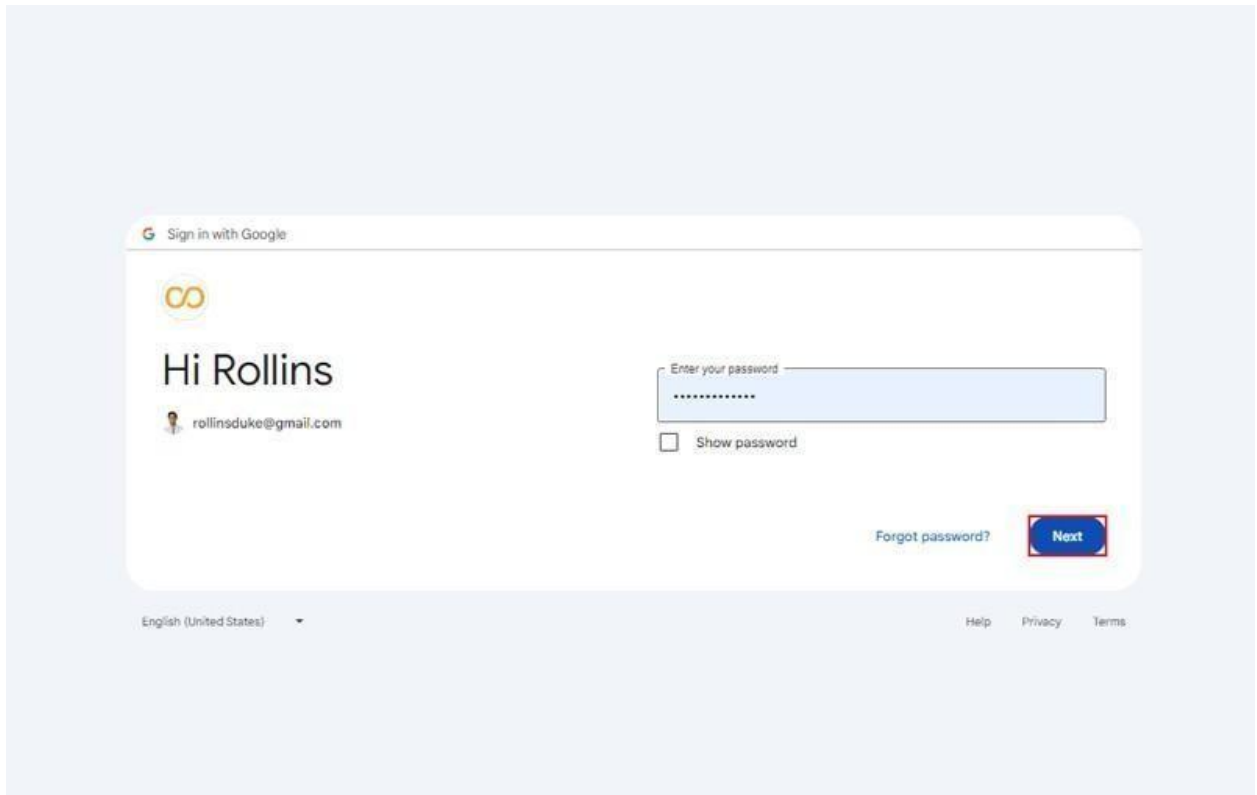 Sign in with Google
Hi Rollins
rollinsduke@gmail.com
Enter your password
•••••••••••••
Show password
Forgot password?
Next
English (United States)
Help Privacy Terms